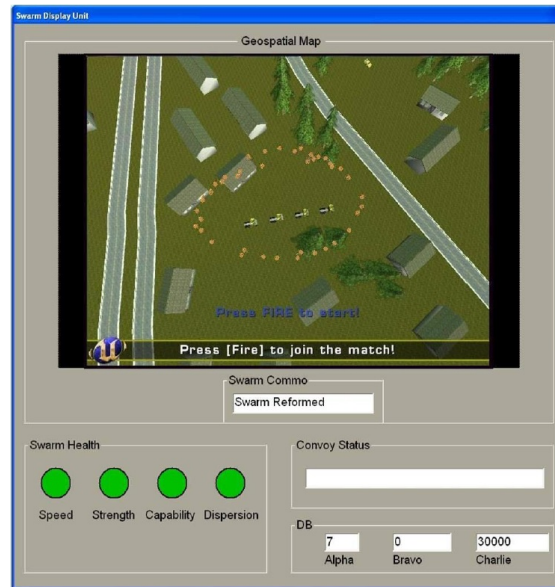 Swarm Display Unit
Geospatial Map
Press FIRE to start!
Press [Fire] to join the match!
Swarm Commo
Swarm Reformed
Swarm Health
Speed Strength Capability Dispersion
Convoy Status
DB
7 0 30000
Alpha Bravo Charlie